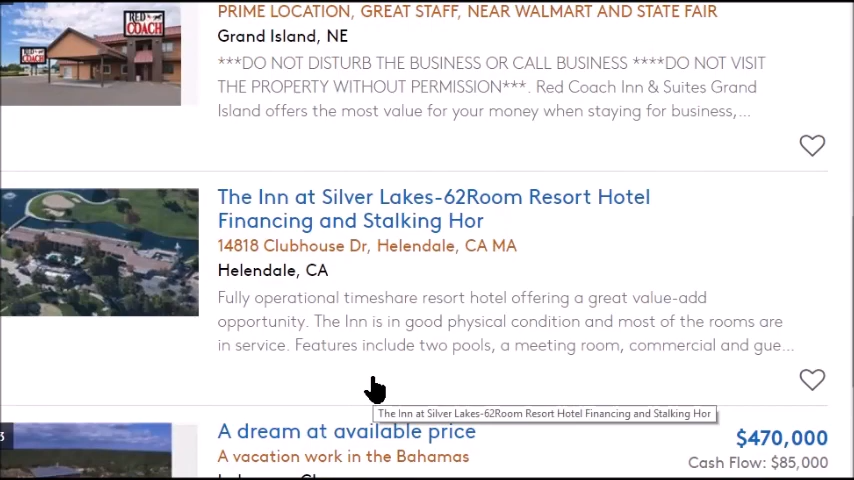 PRIME LOCATION, GREAT STAFF, NEAR WALMART AND STATE FAIR
RED COACH
RED COACH
Grand Island, NE
***DO NOT DISTURB THE BUSINESS OR CALL BUSINESS ****DO NOT VISIT
THE PROPERTY WITHOUT PERMISSION***. Red Coach Inn & Suites Grand
Island offers the most value for your money when staying for business,...
The Inn at Silver Lakes-62Room Resort Hotel
Financing and Stalking Hor
14818 Clubhouse Dr, Helendale, CA MA
Helendale, CA
Fully operational timeshare resort hotel offering a great value-add
opportunity. The Inn is in good physical condition and most of the rooms are
in service. Features include two pools, a meeting room, commercial and gue...
The Inn at Silver Lakes-62Room Resort Hotel Financing and Stalking Hor
3
A dream at available price
$470,000
A vacation work in the Bahamas
Cash Flow: $85,000